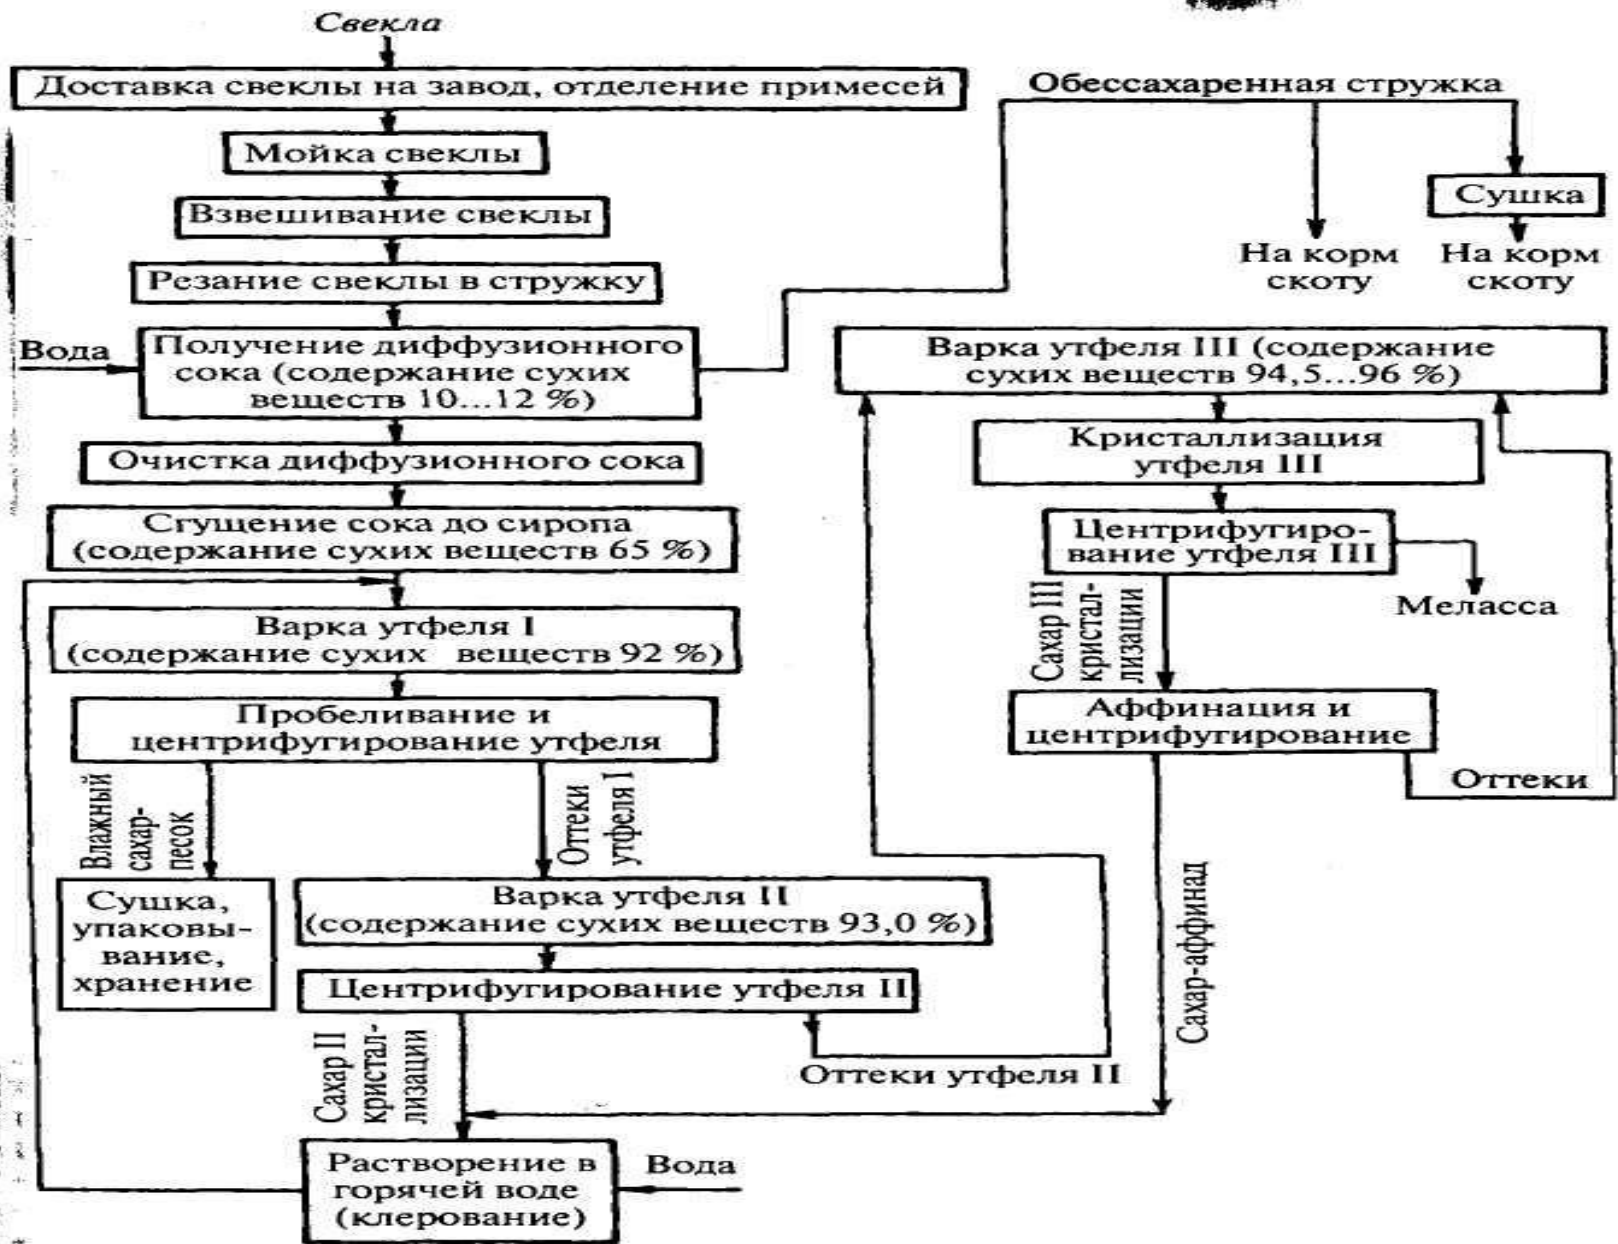 Свекла
Доставка свеклы на завод, отделение примесей
Мойка свеклы
Взвешивание свеклы
Резание свеклы в стружку
Вода
Получение диффузионного
сока (содержание сухих
веществ 10...12 %)
Очистка диффузионного сока
Сгущение сока до сиропа
(содержание сухих веществ 65 %)
Варка утфеля I
(содержание сухих веществ 92 %)
Пробеливание и
центрифугирование утфеля
Влажный
сахар-
песок
Оттеки
утфеля I
Сушка,
упаковы-
вание,
хранение
Варка утфеля II
(содержание сухих веществ 93,0 %)
Центрифугирование утфеля II
Сахар II
кристал-
лизации
Оттеки утфеля II
Растворение в
горячей воде
(клерование)
Вода
Обессахаренная стружка
Сушка
На корм
скоту
На корм
скоту
Варка утфеля III (содержание
сухих веществ 94,5...96 %)
Кристаллизация
утфеля III
Центрифугиро-
вание утфеля III
Меласса
Сахар III
кристал-
лизации
Аффинация и
центрифугирование
Оттеки
Сахар-аффинад